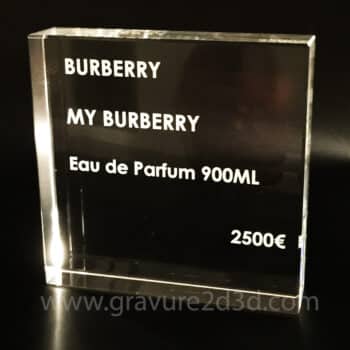 BURBERRY
MY BURBERRY
Eau de Parfum 900ML
2500€
www.gravure2d3d.com